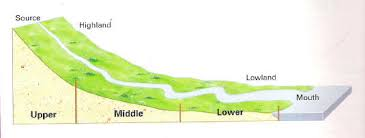 Source
Highland
Lowland
Mouth
Upper
Middle
Lower